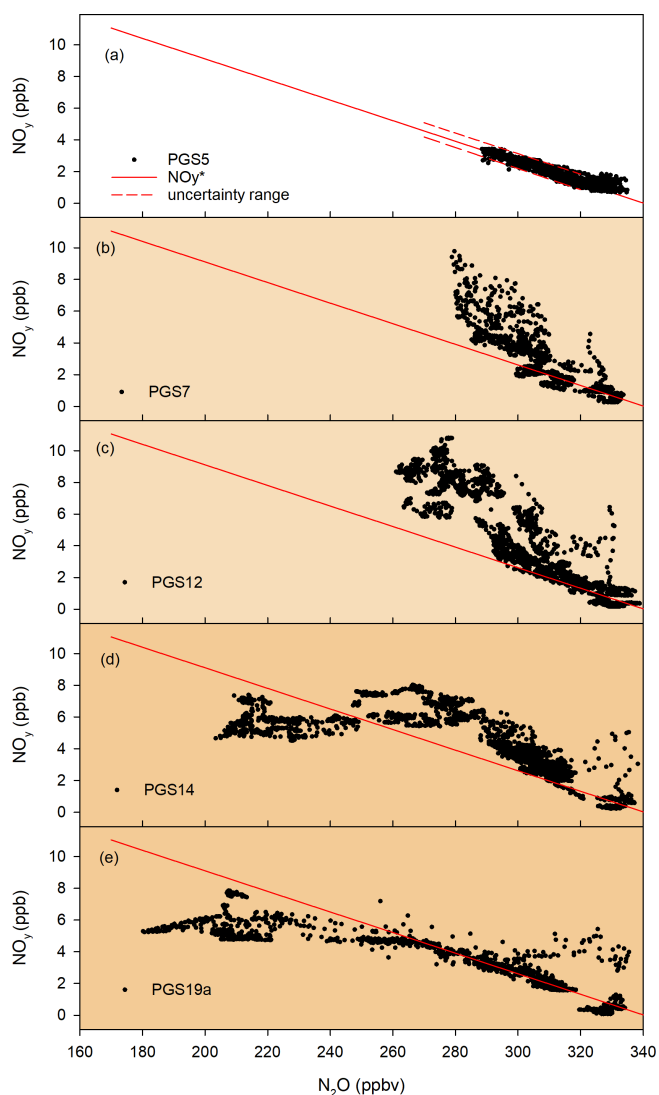 (a)
10
8
6
4
2
0
NOy (ppb)
PGS5
NOy*
uncertainty range
(b)
10
8
6
4
2
0
NOy (ppb)
PGS7
(c)
10
8
6
4
2
0
NOy (ppb)
PGS12
(d)
10
8
6
4
2
0
NOy (ppb)
PGS14
(e)
10
8
6
4
2
0
NOy (ppb)
PGS19a
160 180 200 220 240 260 280 300 320 340
N2O (ppbv)